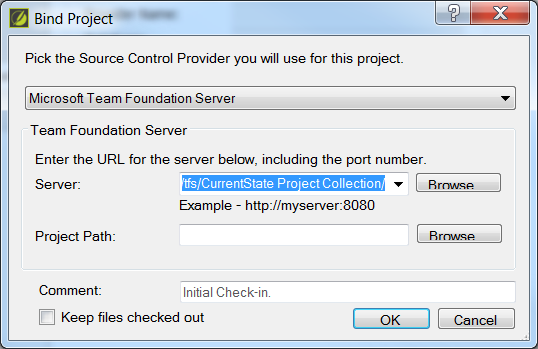 Bind Project
?
Pick the Source Control Provider you will use for this project.
Microsoft Team Foundation Server
Team Foundation Server
Enter the URL for the server below, including the port number.
Server: /tfs/CurrentState Project Collection/ Browse...
Example - http://myserver:8080
Project Path: Browse...
Comment: Initial Check-in.
Keep files checked out OK Cancel